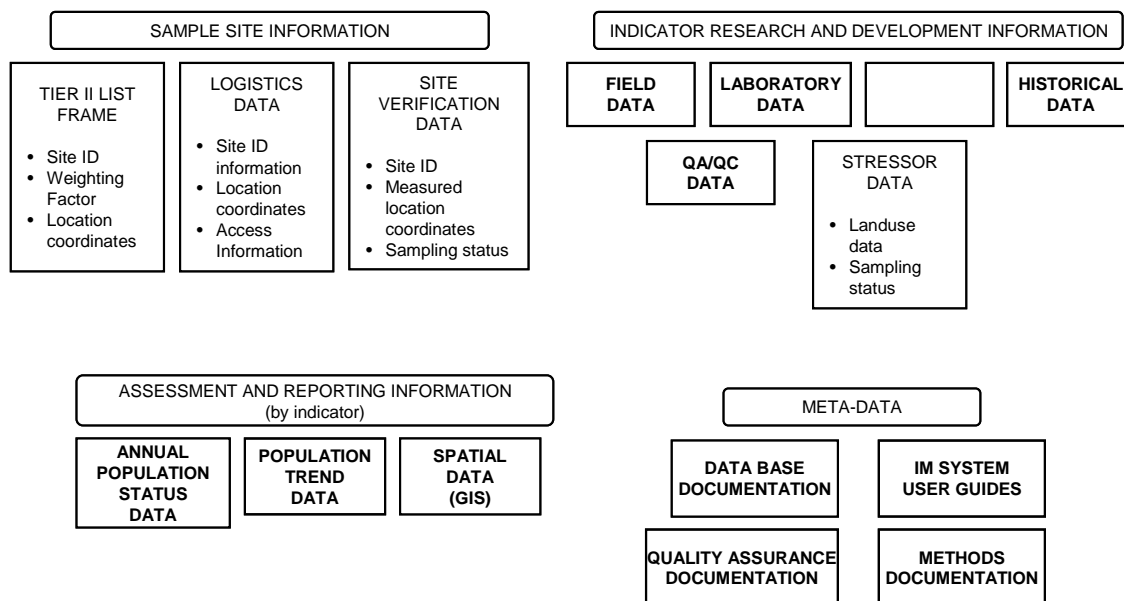 SAMPLE SITE INFORMATION
TIER II LIST
FRAME
• Site ID
• Weighting
Factor
• Location
coordinates
LOGISTICS
DATA
• Site ID
information
• Location
coordinates
• Access
Information
SITE
VERIFICATION
DATA
• Site ID
• Measured
location
coordinates
• Sampling status
INDICATOR RESEARCH AND DEVELOPMENT INFORMATION
FIELD
DATA
LABORATORY
DATA
HISTORICAL
DATA
QA/QC
DATA
STRESSOR
DATA
• Landuse
data
• Sampling
status
ASSESSMENT AND REPORTING INFORMATION
(by indicator)
ANNUAL
POPULATION
STATUS
DATA
POPULATION
TREND
DATA
SPATIAL
DATA
(GIS)
META-DATA
DATA BASE
DOCUMENTATION
IM SYSTEM
USER GUIDES
QUALITY ASSURANCE
DOCUMENTATION
METHODS
DOCUMENTATION